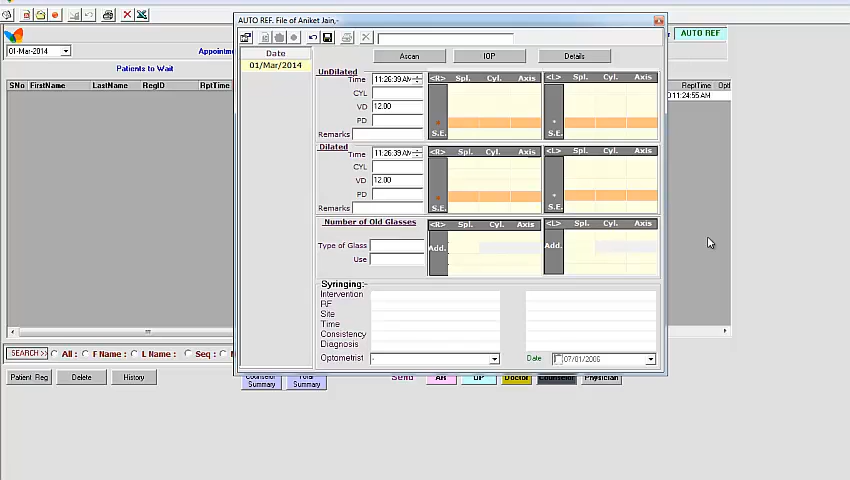 AUTO REF. File of Aniket Jain,-
AUTO REF
01-Mar-2014
Appointme
Patients to Wait
SNo FirstName LastName RegID RptTime
ReptTime Opti
11:24:55 AM
Date
01/Mar/2014
Ascan IOP Details
UnDilated
Time 11:26:39 AM
CYL
VD 12.00
PD
Remarks
<R> Spl. Cyl. Axis
*
S.E.
<L> Spl. Cyl. Axis
*
S.E.
Dilated
Time 11:26:39 AM
CYL
VD 12.00
PD
Remarks
<R> Spl. Cyl. Axis
*
S.E.
<L> Spl. Cyl. Axis
*
S.E.
Number of Old Glasses
Type of Glass
Use
<R> Spl. Cyl. Axis
Add.
<L> Spl. Cyl. Axis
Add.
Syringing:-
Intervention
RF
Site
Time
Consistency
Diagnosis
Optometrist -
Date 07/01/2006
SEARCH >> All : F Name : L Name : Seq :
Patient Reg Delete History
Counselor Summary
Total Summary
Send AR OP Doctor Counselor Physician